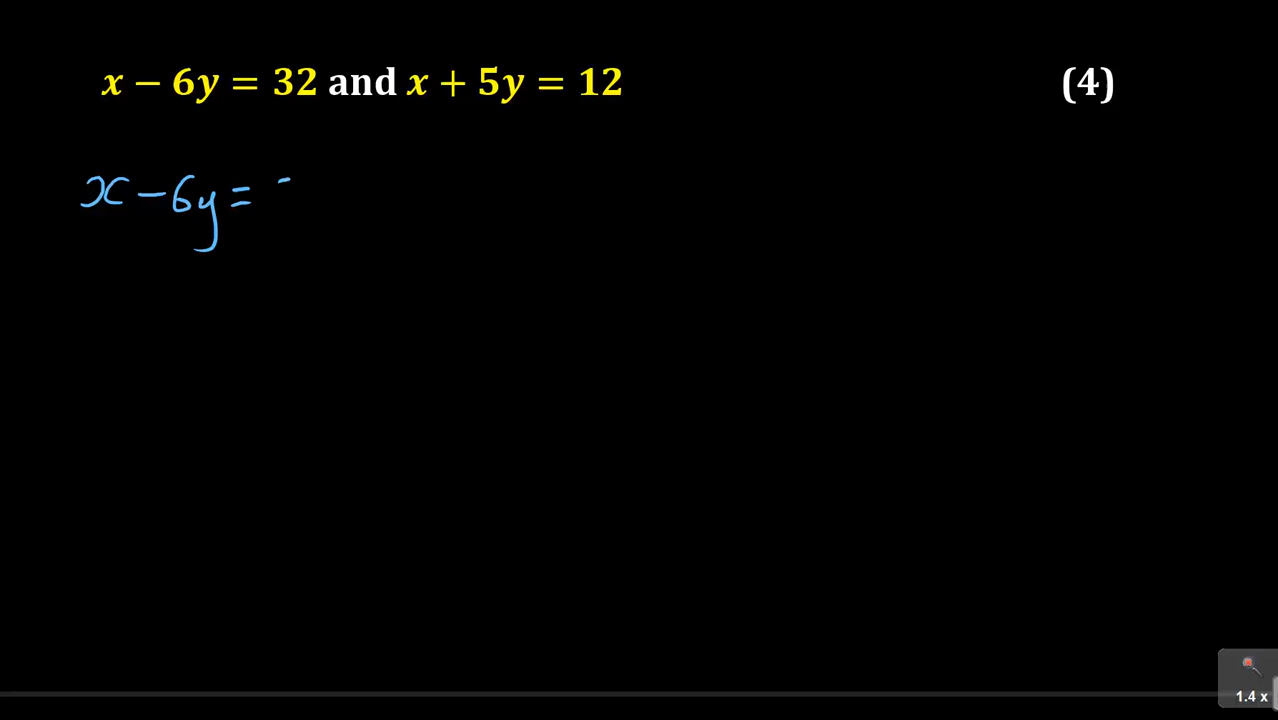 x − 6y = 32 and x + 5y = 12 (4)
x − 6y =
1.4 x